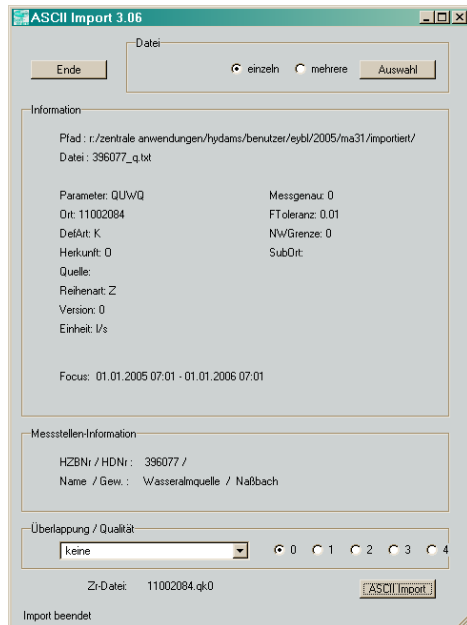 ASCII Import 3.06
Datei
Ende
einzeln mehrere Auswahl
Information
Pfad : r:/zentrale anwendungen/hydams/benutzer/eybl/2005/ma31/importiert/
Datei : 396077_q.txt
Parameter: QUWQ Messgenau: 0
Ort: 11002084 FToleranz: 0.01
DefArt: K NWGrenze: 0
Herkunft: O SubOrt:
Quelle:
Reihenart: Z
Version: 0
Einheit: l/s
Focus: 01.01.2005 07:01 - 01.01.2006 07:01
Messstellen-Information
HZBNr / HDNr : 396077 /
Name / Gew. : Wasseralmquelle / Naßbach
Überlappung / Qualität
keine 0 1 2 3 4
Zr-Datei: 11002084.qk0 ASCII Import
Import beendet